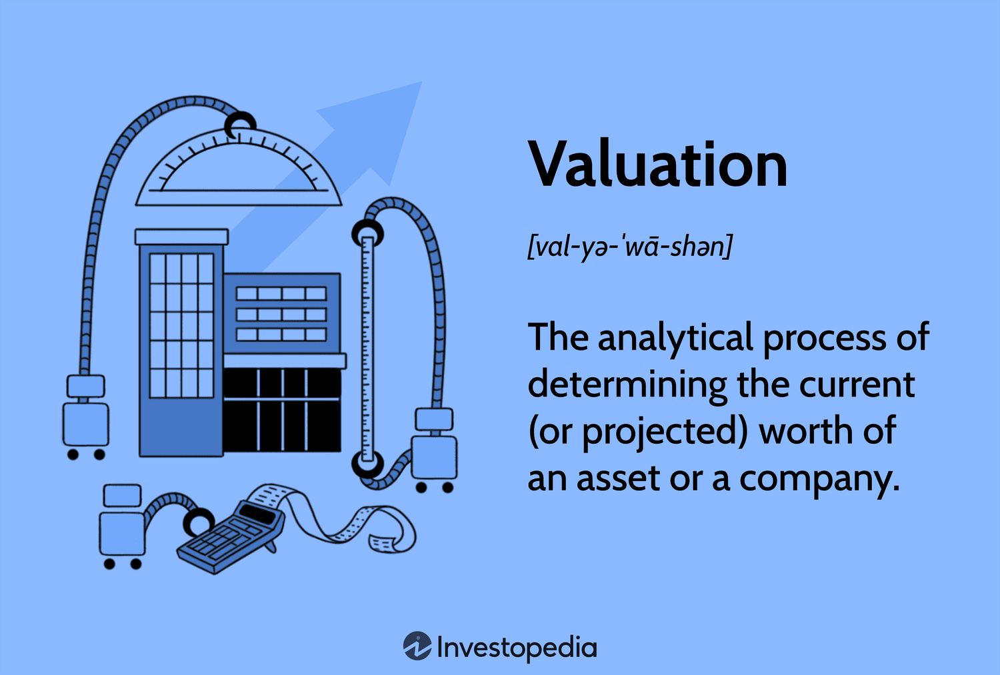 Valuation
[val-yə-ˈwā-shən]
The analytical process of
determining the current
(or projected) worth of
an asset or a company.
Investopedia